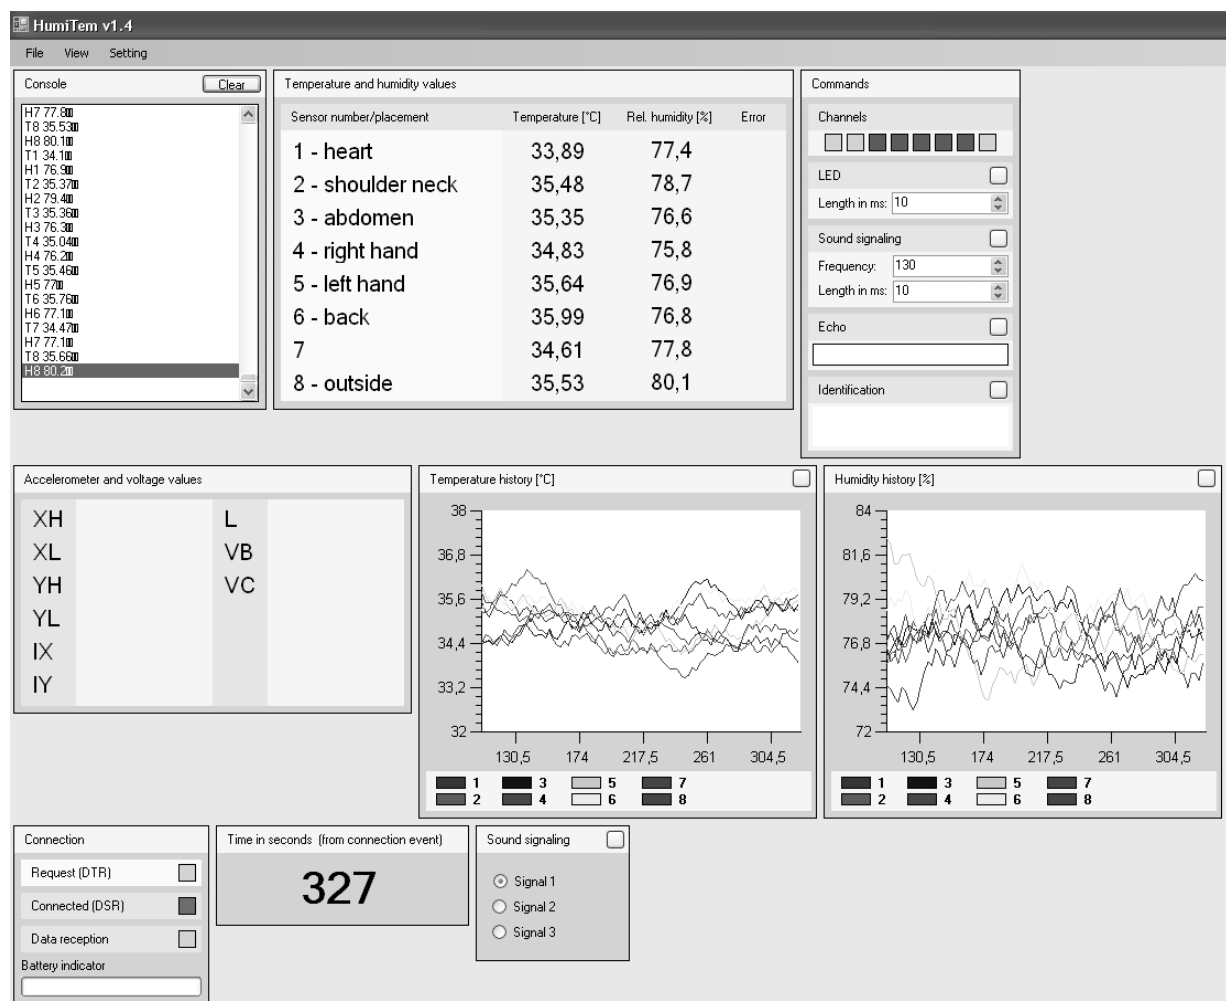 HumiTem v1.4
File View Setting
Console Clear
H7 77.8
T8 35.53
H8 80.1
T1 34.1
H1 76.9
T2 35.37
H2 79.4
T3 35.36
H3 76.3
T4 35.04
H4 76.2
T5 35.46
H5 77
T6 35.76
H6 77.1
T7 34.47
H7 77.1
T8 35.66
H8 80.2
Temperature and humidity values
Sensor number/placement Temperature [°C] Rel. humidity [%] Error
1 - heart 33,89 77,4
2 - shoulder neck 35,48 78,7
3 - abdomen 35,35 76,6
4 - right hand 34,83 75,8
5 - left hand 35,64 76,9
6 - back 35,99 76,8
7 34,61 77,8
8 - outside 35,53 80,1
Commands
Channels
LED
Length in ms: 10
Sound signaling
Frequency: 130
Length in ms: 10
Echo
Identification
Accelerometer and voltage values
XH L
XL VB
YH VC
YL
IX
IY
Temperature history [°C]
38
36,8
35,6
34,4
33,2
32
130,5 174 217,5 261 304,5
1 3 5 7
2 4 6 8
Humidity history [%]
84
81,6
79,2
76,8
74,4
72
130,5 174 217,5 261 304,5
1 3 5 7
2 4 6 8
Connection
Request (DTR)
Connected (DSR)
Data reception
Battery indicator
Time in seconds (from connection event)
327
Sound signaling
Signal 1
Signal 2
Signal 3